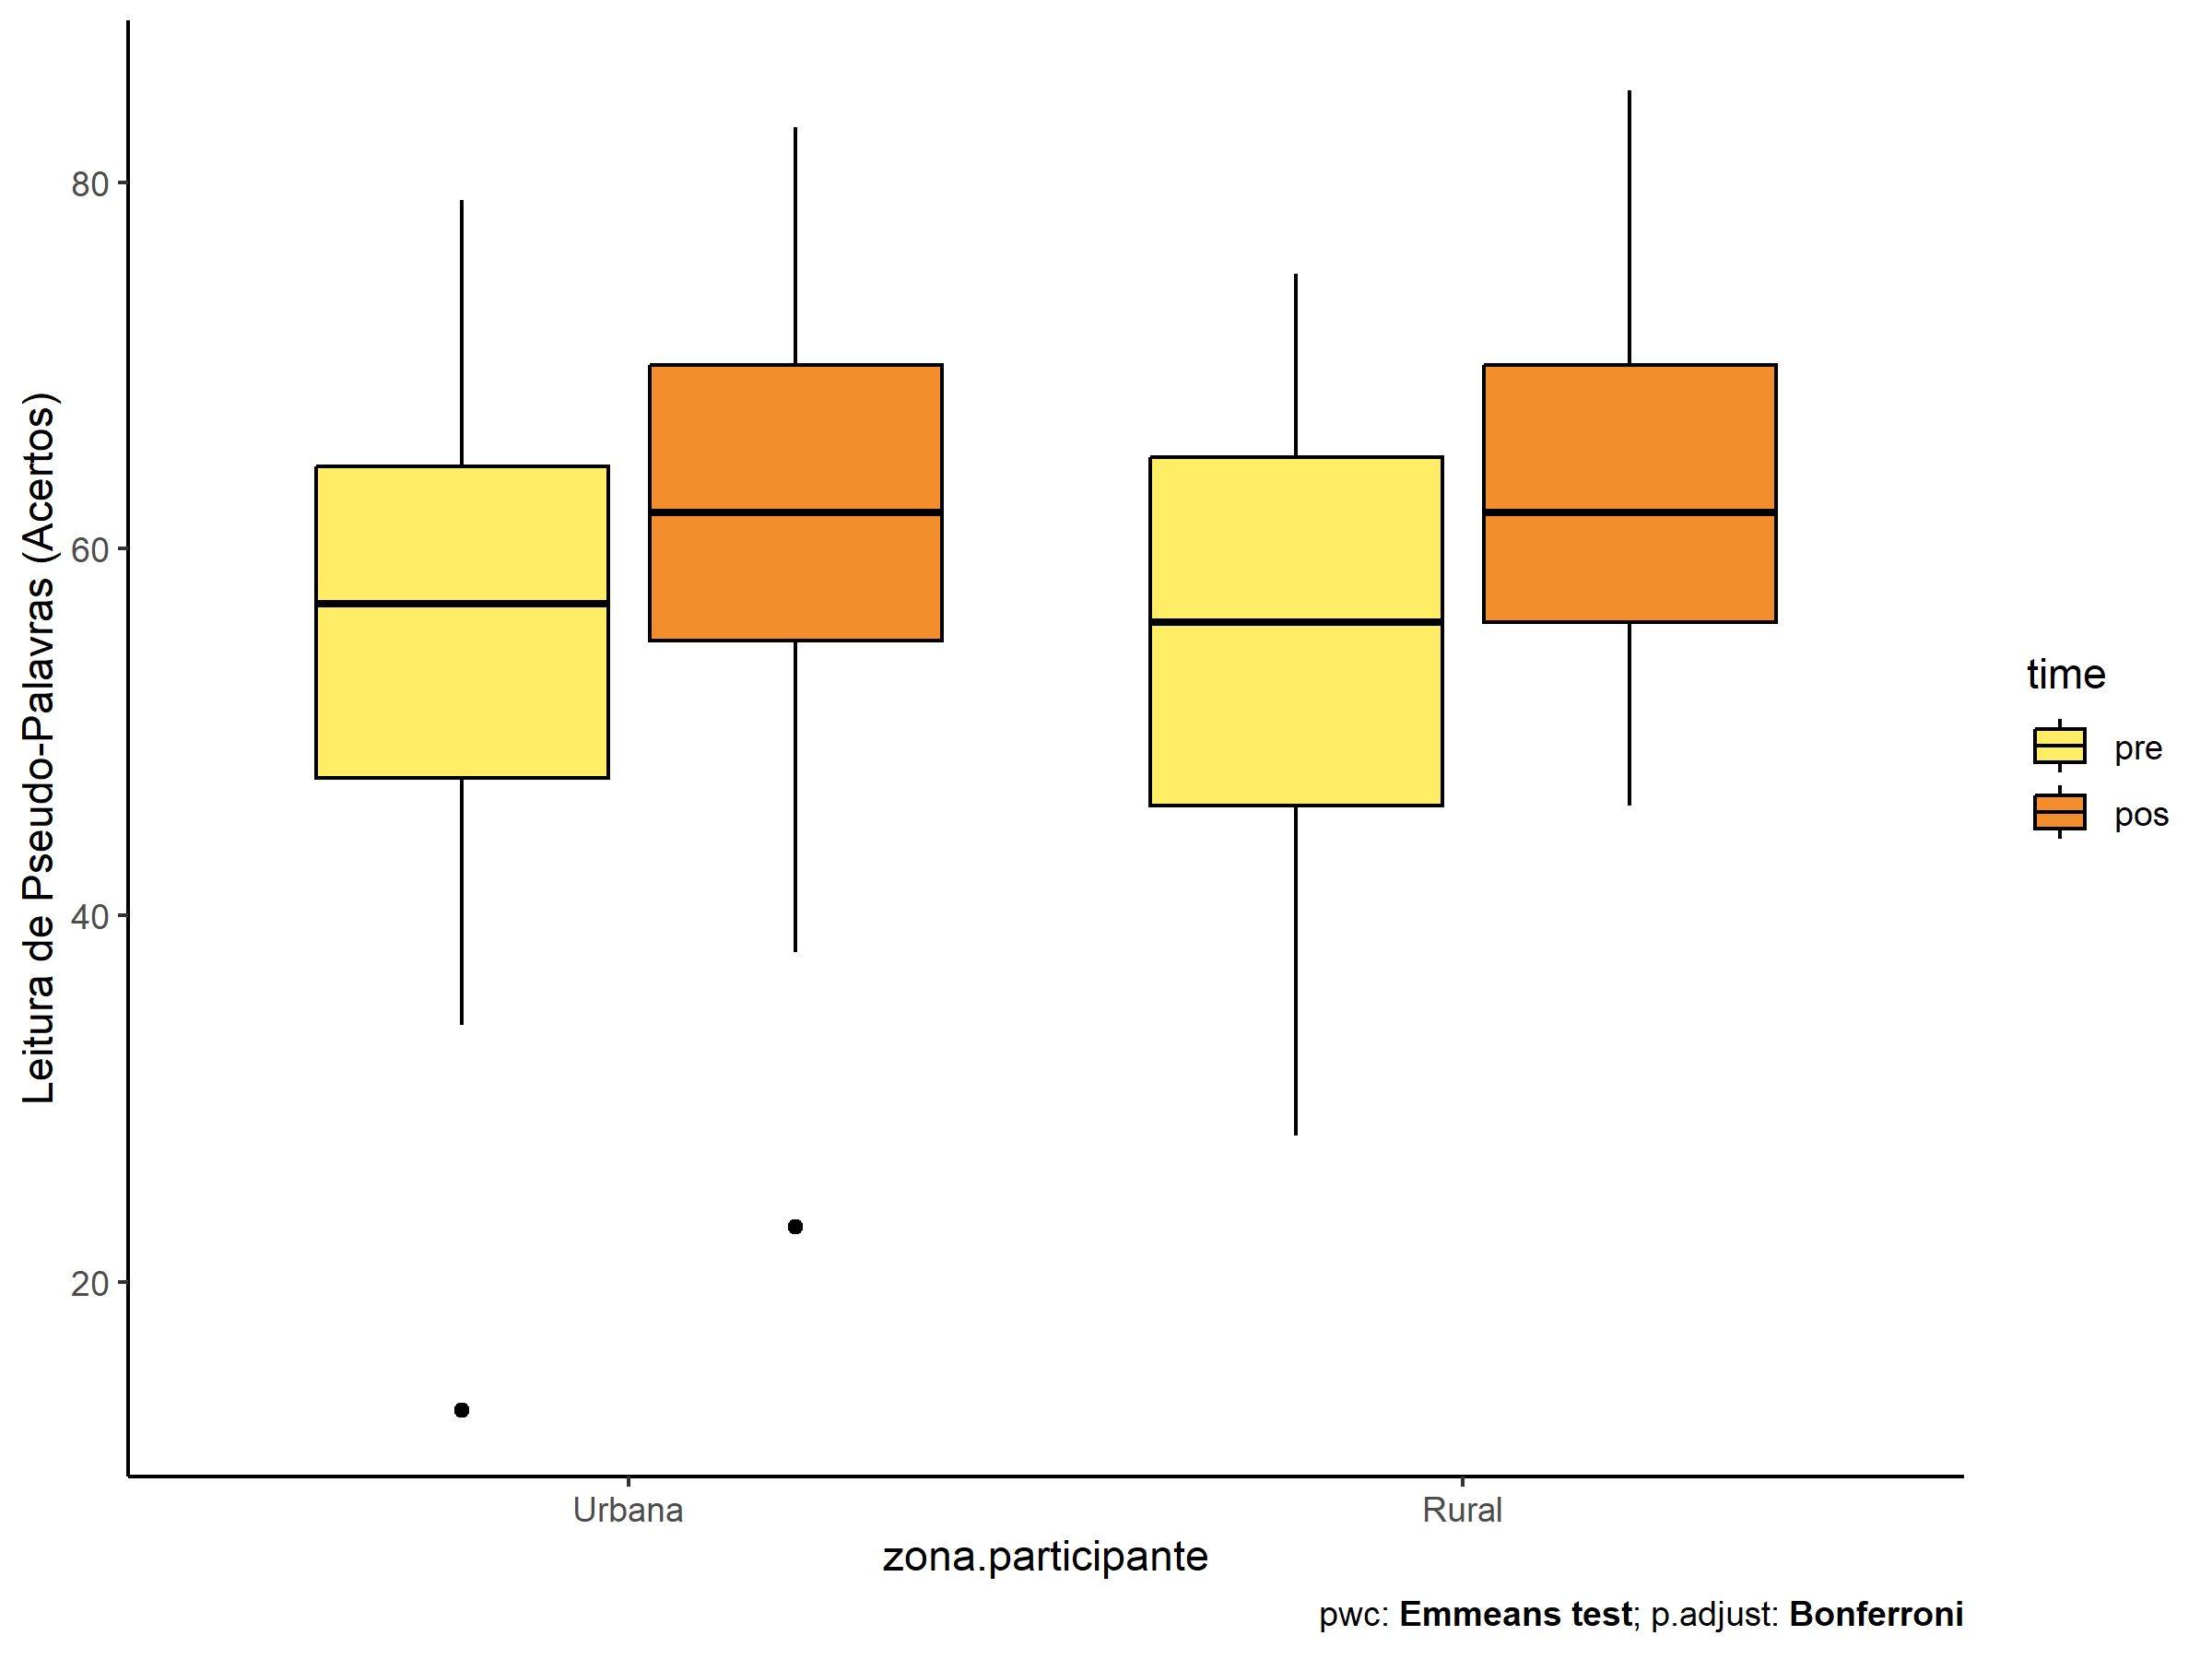 Leitura de Pseudo-Palavras (Acertos)
80
60
40
20
Urbana
Rural
zona.participante
time
pre
pos
pwc: Emmeans test; p.adjust: Bonferroni